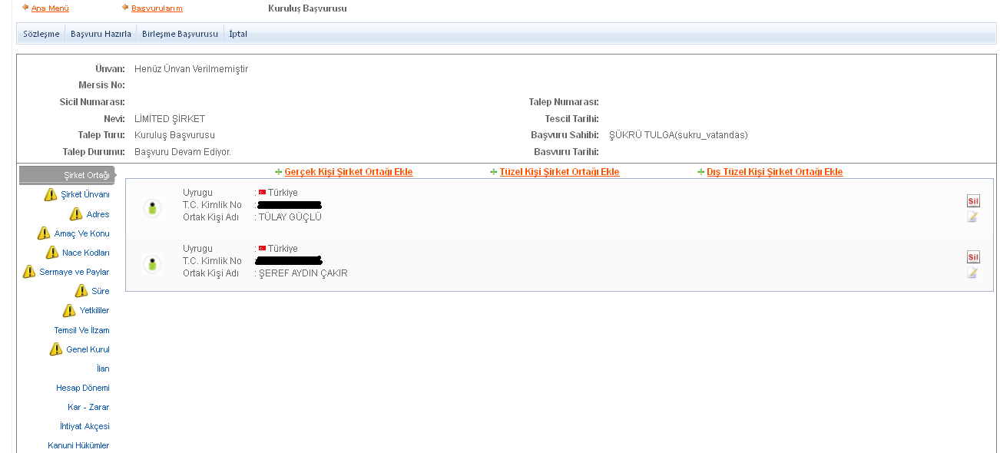 Ana Menü Başvurularım Kuruluş Başvurusu
Sözleşme Başvuru Hazırla Birleşme Başvurusu İptal
Ünvan: Henüz Ünvan Verilmemiştir
Mersis No:
Sicil Numarası: Talep Numarası:
Nevi: LİMİTED ŞİRKET Tescil Tarihi:
Talep Turu: Kuruluş Başvurusu Başvuru Sahibi: ŞÜKRÜ TULGA(sukru_vatandas)
Talep Durumu: Başvuru Devam Ediyor. Basvuru Tarihi:
Şirket Ortağı + Gerçek Kişi Şirket Ortağı Ekle + Tüzel Kişi Şirket Ortağı Ekle + Dış Tüzel Kişi Şirket Ortağı Ekle
Uyrugu : Türkiye
T.C. Kimlik No :
Ortak Kişi Adı : TÜLAY GÜÇLÜ
Sil
Uyrugu : Türkiye
T.C. Kimlik No
Ortak Kişi Adı : ŞEREF AYDIN ÇAKIR
Sil
Şirket Ünvanı
Adres
Amaç Ve Konu
Nace Kodları
Sermaye ve Paylar
Süre
Yetkililer
Temsil Ve İlzam
Genel Kurul
İlan
Hesap Dönemi
Kar - Zarar
İhtiyat Akçesi
Kanuni Hükümler